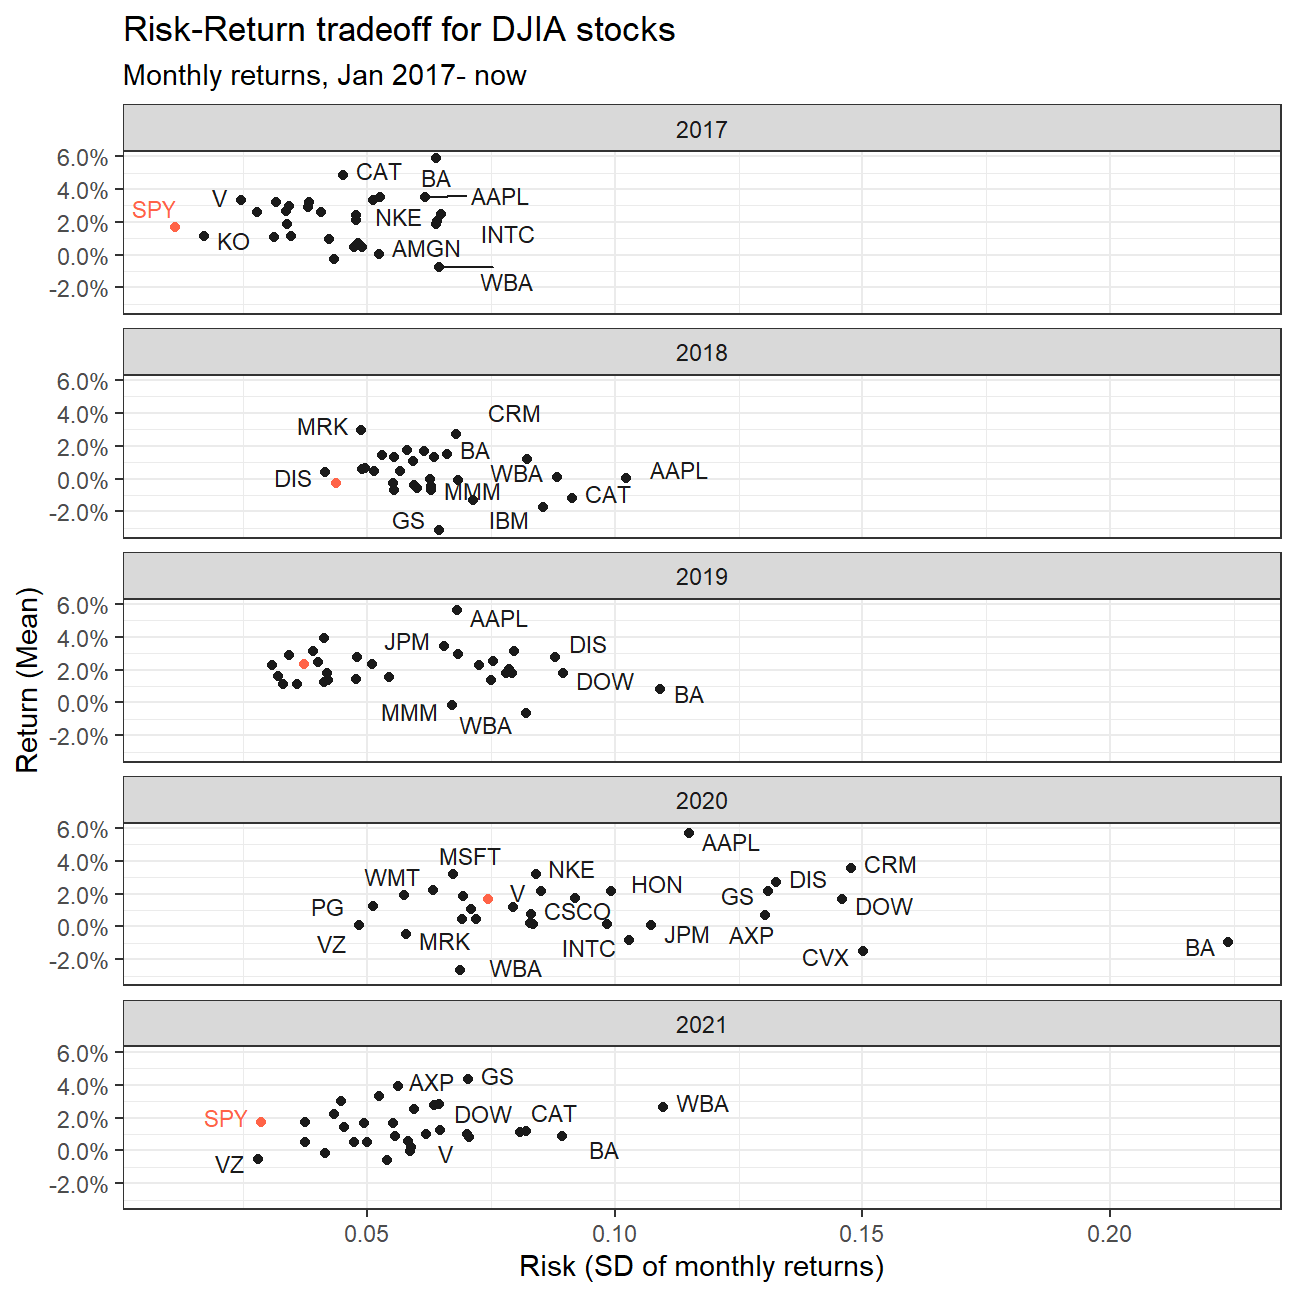 Risk-Return tradeoff for DJIA stocks
Monthly returns, Jan 2017- now
2017
6.0%
4.0%
2.0%
0.0%
-2.0%
CAT
BA
V
AAPL
SPY
NKE
INTC
KO
AMGN
WBA
2018
6.0%
4.0%
2.0%
0.0%
-2.0%
CRM
MRK
BA
WBA
AAPL
DIS
MMM
CAT
GS
IBM
2019
6.0%
4.0%
2.0%
0.0%
-2.0%
AAPL
JPM
DIS
DOW
BA
MMM
WBA
Return (Mean)
2020
6.0%
4.0%
2.0%
0.0%
-2.0%
AAPL
MSFT
NKE
CRM
WMT
HON
DIS
V
GS
PG
CSCO
DOW
VZ
MRK
INTC
JPM
AXP
BA
CVX
WBA
2021
6.0%
4.0%
2.0%
0.0%
-2.0%
AXP
GS
SPY
DOW
CAT
WBA
VZ
V
BA
0.05
0.10
0.15
0.20
Risk (SD of monthly returns)